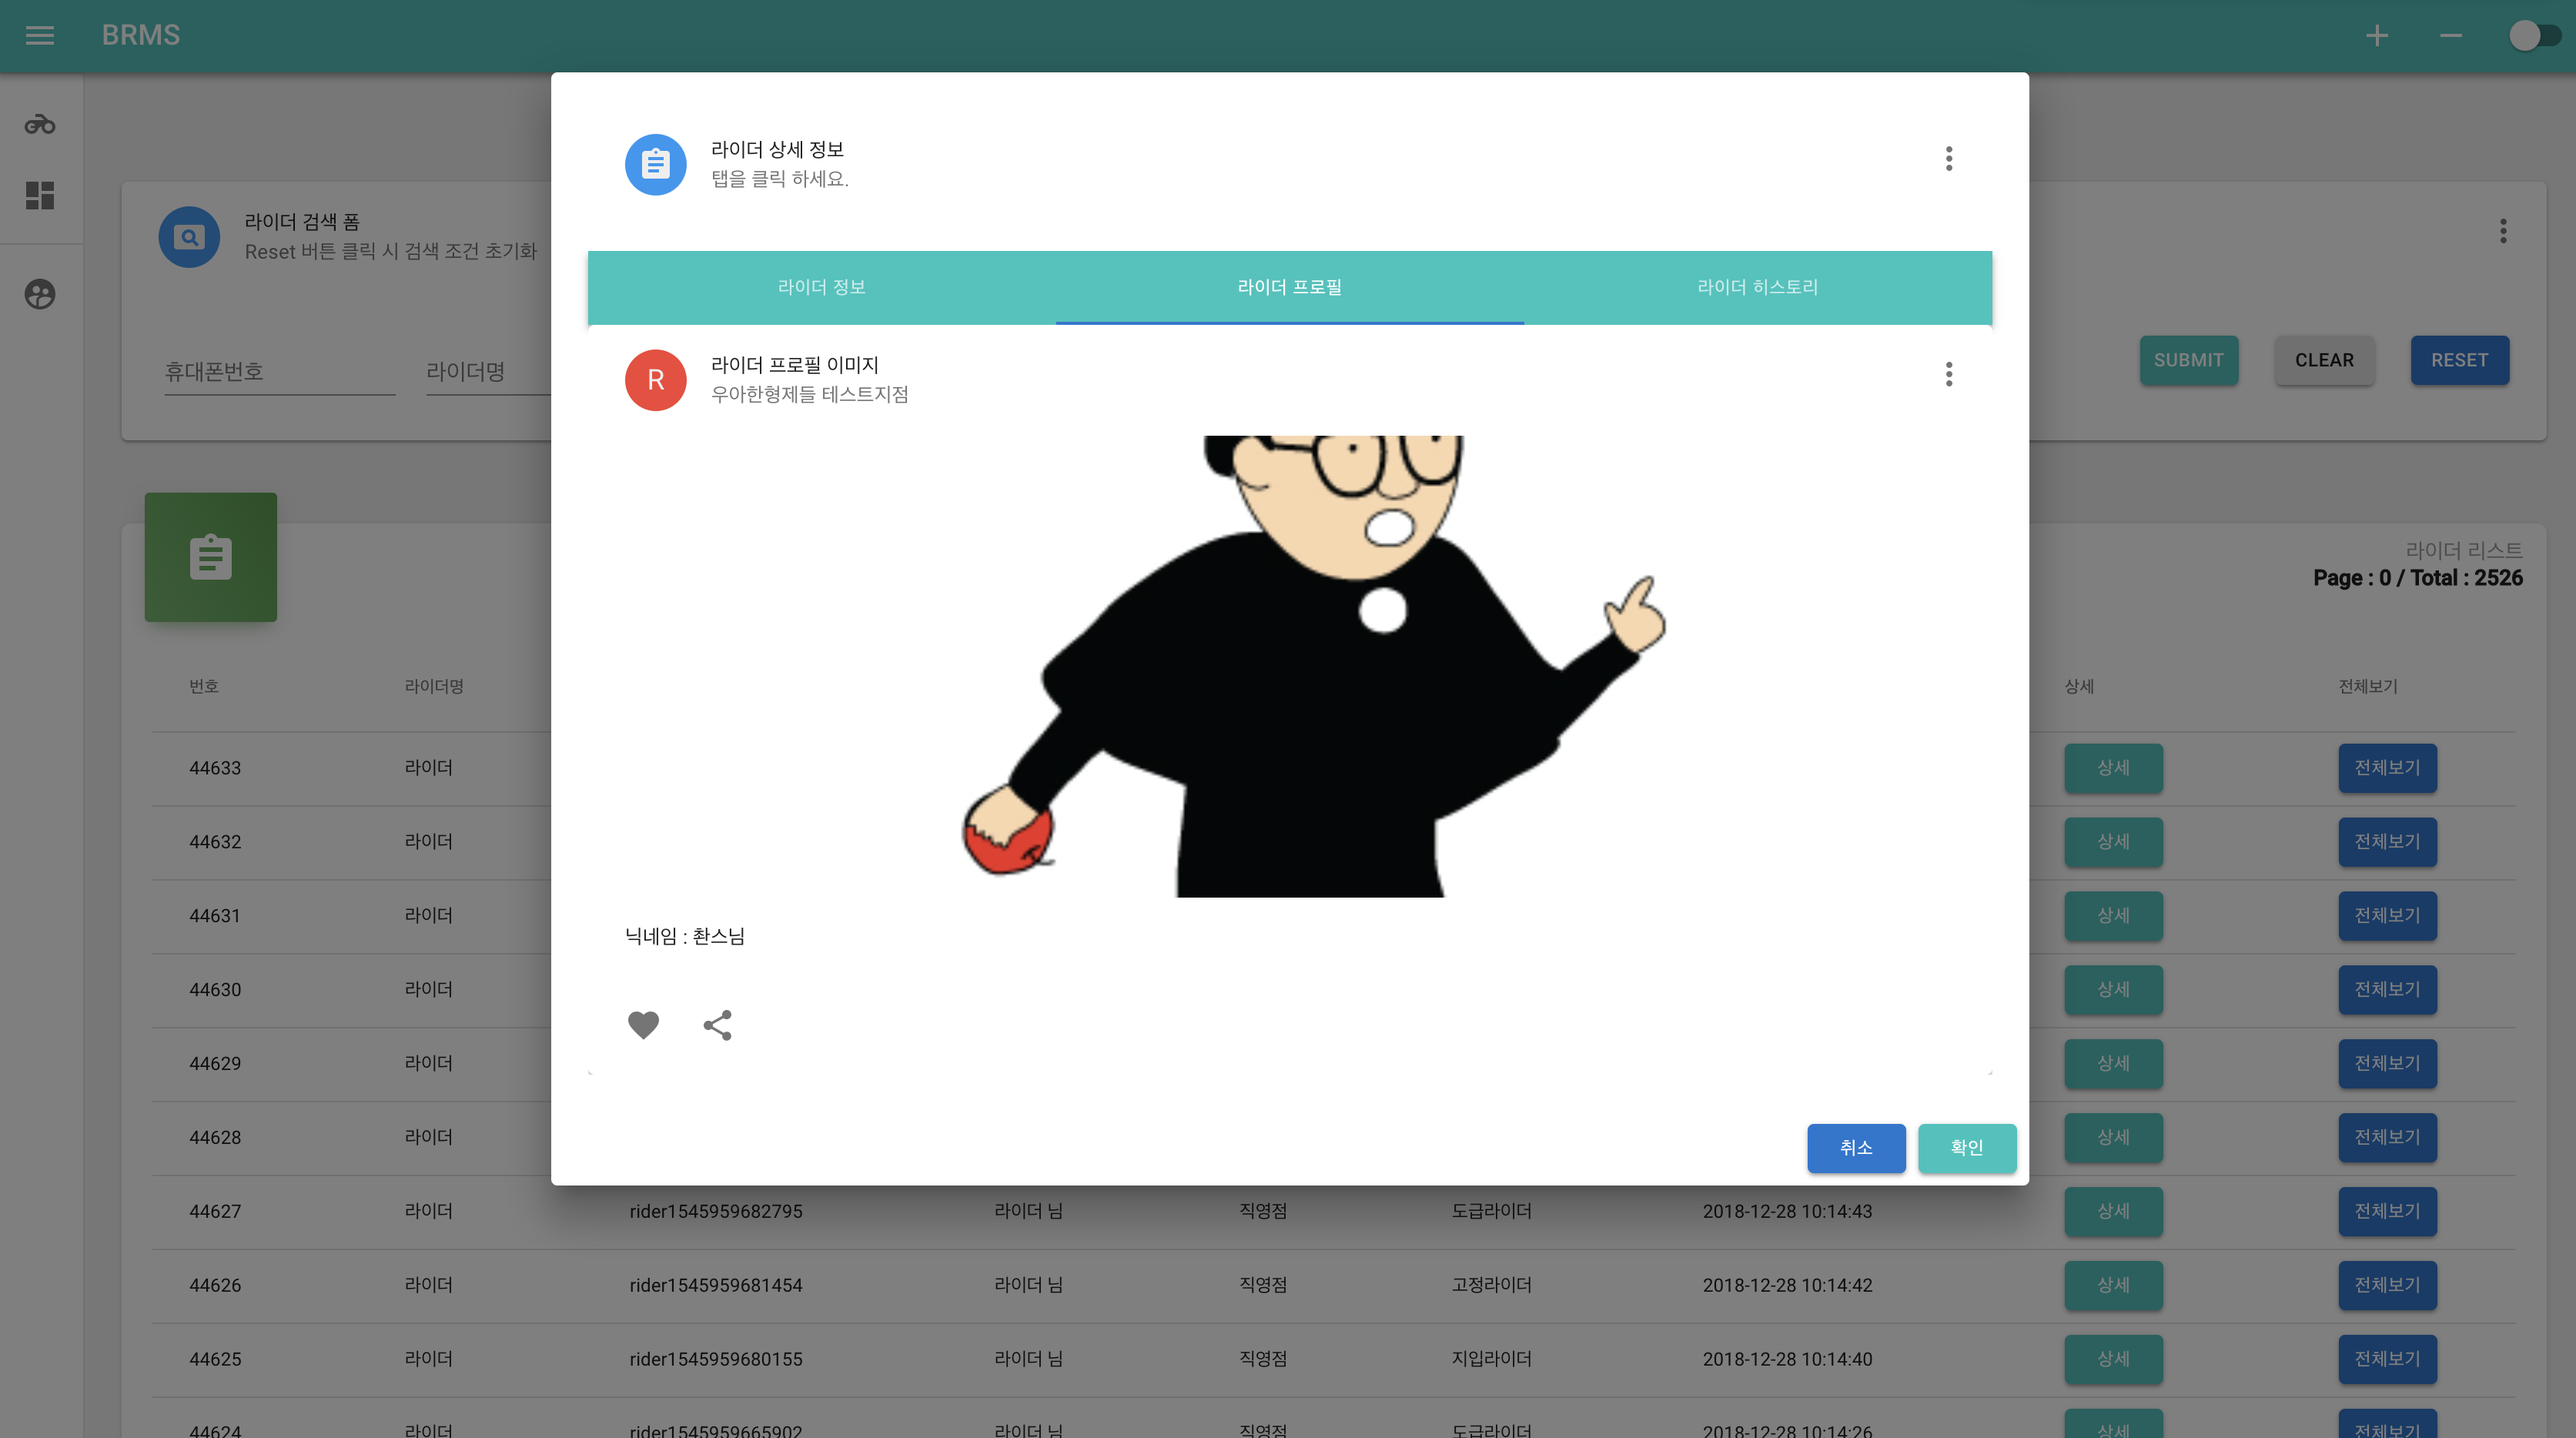 BRMS
라이더 검색 폼
Reset 버튼 클릭 시 검색 조건 초기화
휴대폰번호 라이더명
SUBMIT CLEAR RESET
라이더 상세 정보
탭을 클릭 하세요.
라이더 정보 라이더 프로필 라이더 히스토리
R
라이더 프로필 이미지
우아한형제들 테스트지점
닉네임 : 촨스님
취소 확인
라이더 리스트
Page : 0 / Total : 2526
번호 라이더명 상세 전체보기
44633 라이더 상세 전체보기
44632 라이더 상세 전체보기
44631 라이더 상세 전체보기
44630 라이더 상세 전체보기
44629 라이더 상세 전체보기
44628 라이더 상세 전체보기
44627 라이더 rider1545959682795 라이더 님 직영점 도급라이더 2018-12-28 10:14:43 상세 전체보기
44626 라이더 rider1545959681454 라이더 님 직영점 고정라이더 2018-12-28 10:14:42 상세 전체보기
44625 라이더 rider1545959680155 라이더 님 직영점 지입라이더 2018-12-28 10:14:40 상세 전체보기
44624 라이더 rider1545959665902 라이더 님 직영점 도급라이더 2018-12-28 10:14:26 상세 전체보기